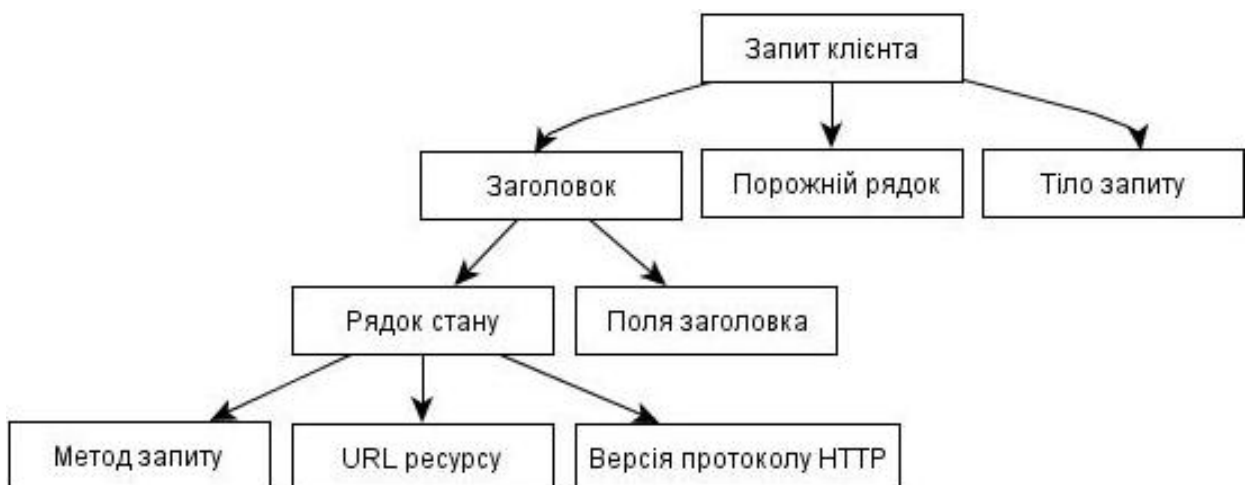 Запит клієнта
Заголовок
Порожній рядок
Тіло запиту
Рядок стану
Поля заголовка
Метод запиту
URL ресурсу
Версія протоколу HTTP